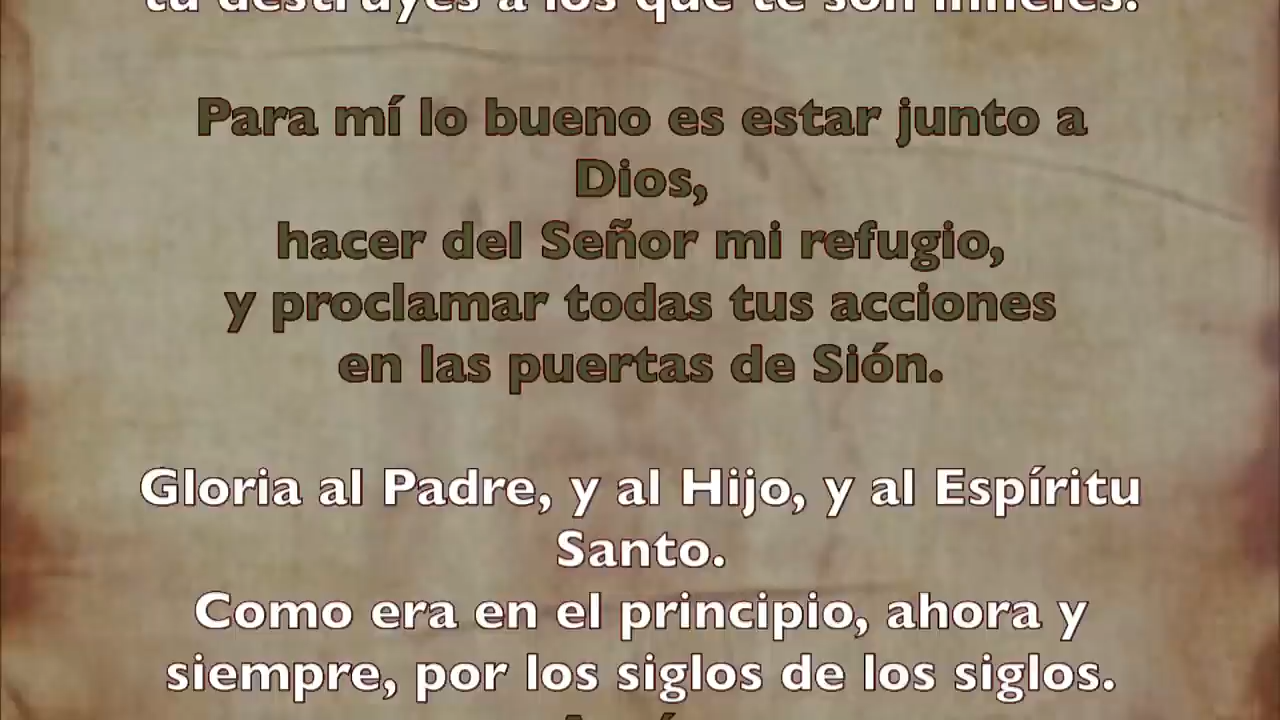 tú destruyes a los que te son infieles.
Para mí lo bueno es estar junto a
Dios,
hacer del Señor mi refugio,
y proclamar todas tus acciones
en las puertas de Sión.
Gloria al Padre, y al Hijo, y al Espíritu
Santo.
Como era en el principio, ahora y
siempre, por los siglos de los siglos.